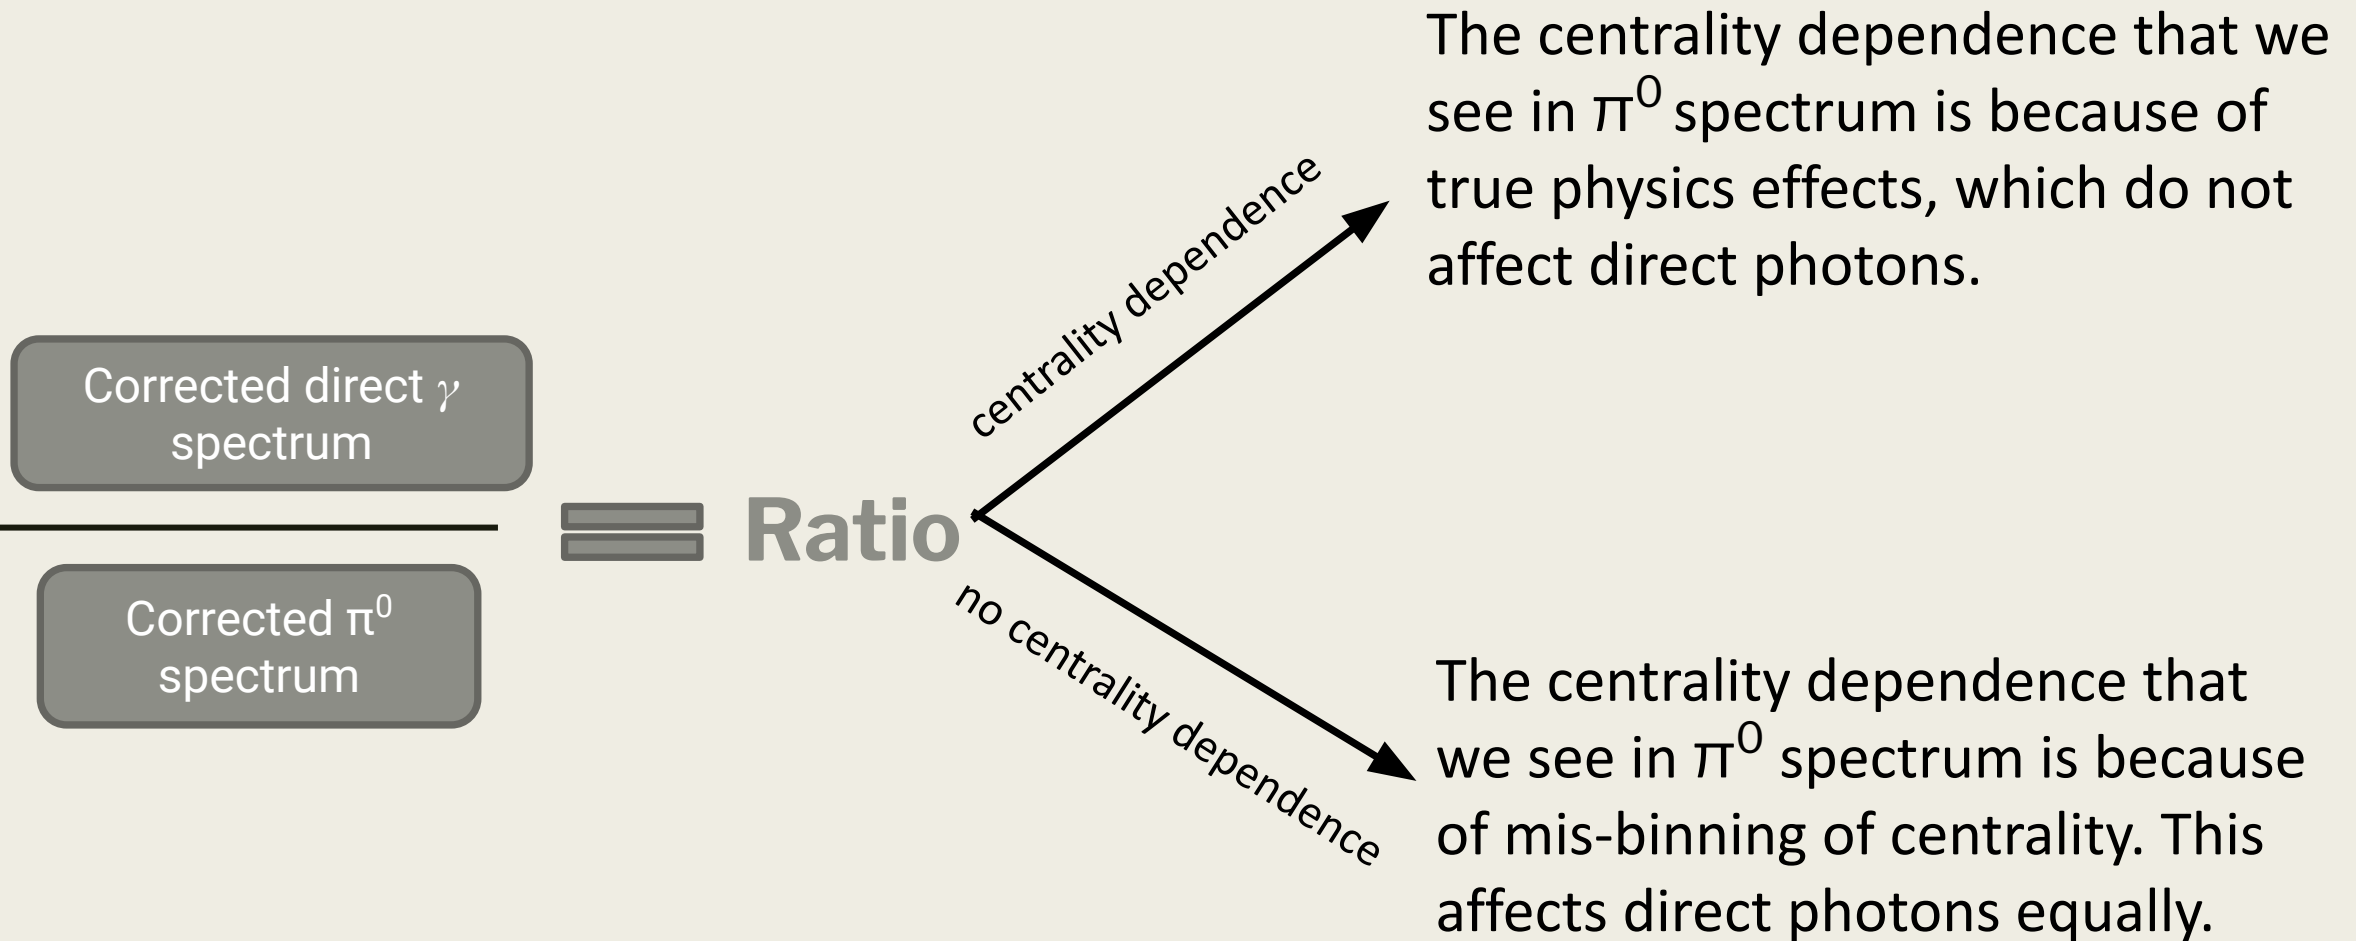 Corrected direct γ
spectrum
Corrected π⁰
spectrum
Ratio
centrality dependence
The centrality dependence that we
see in π⁰ spectrum is because of
true physics effects, which do not
affect direct photons.
no centrality dependence
The centrality dependence that
we see in π⁰ spectrum is because
of mis-binning of centrality. This
affects direct photons equally.